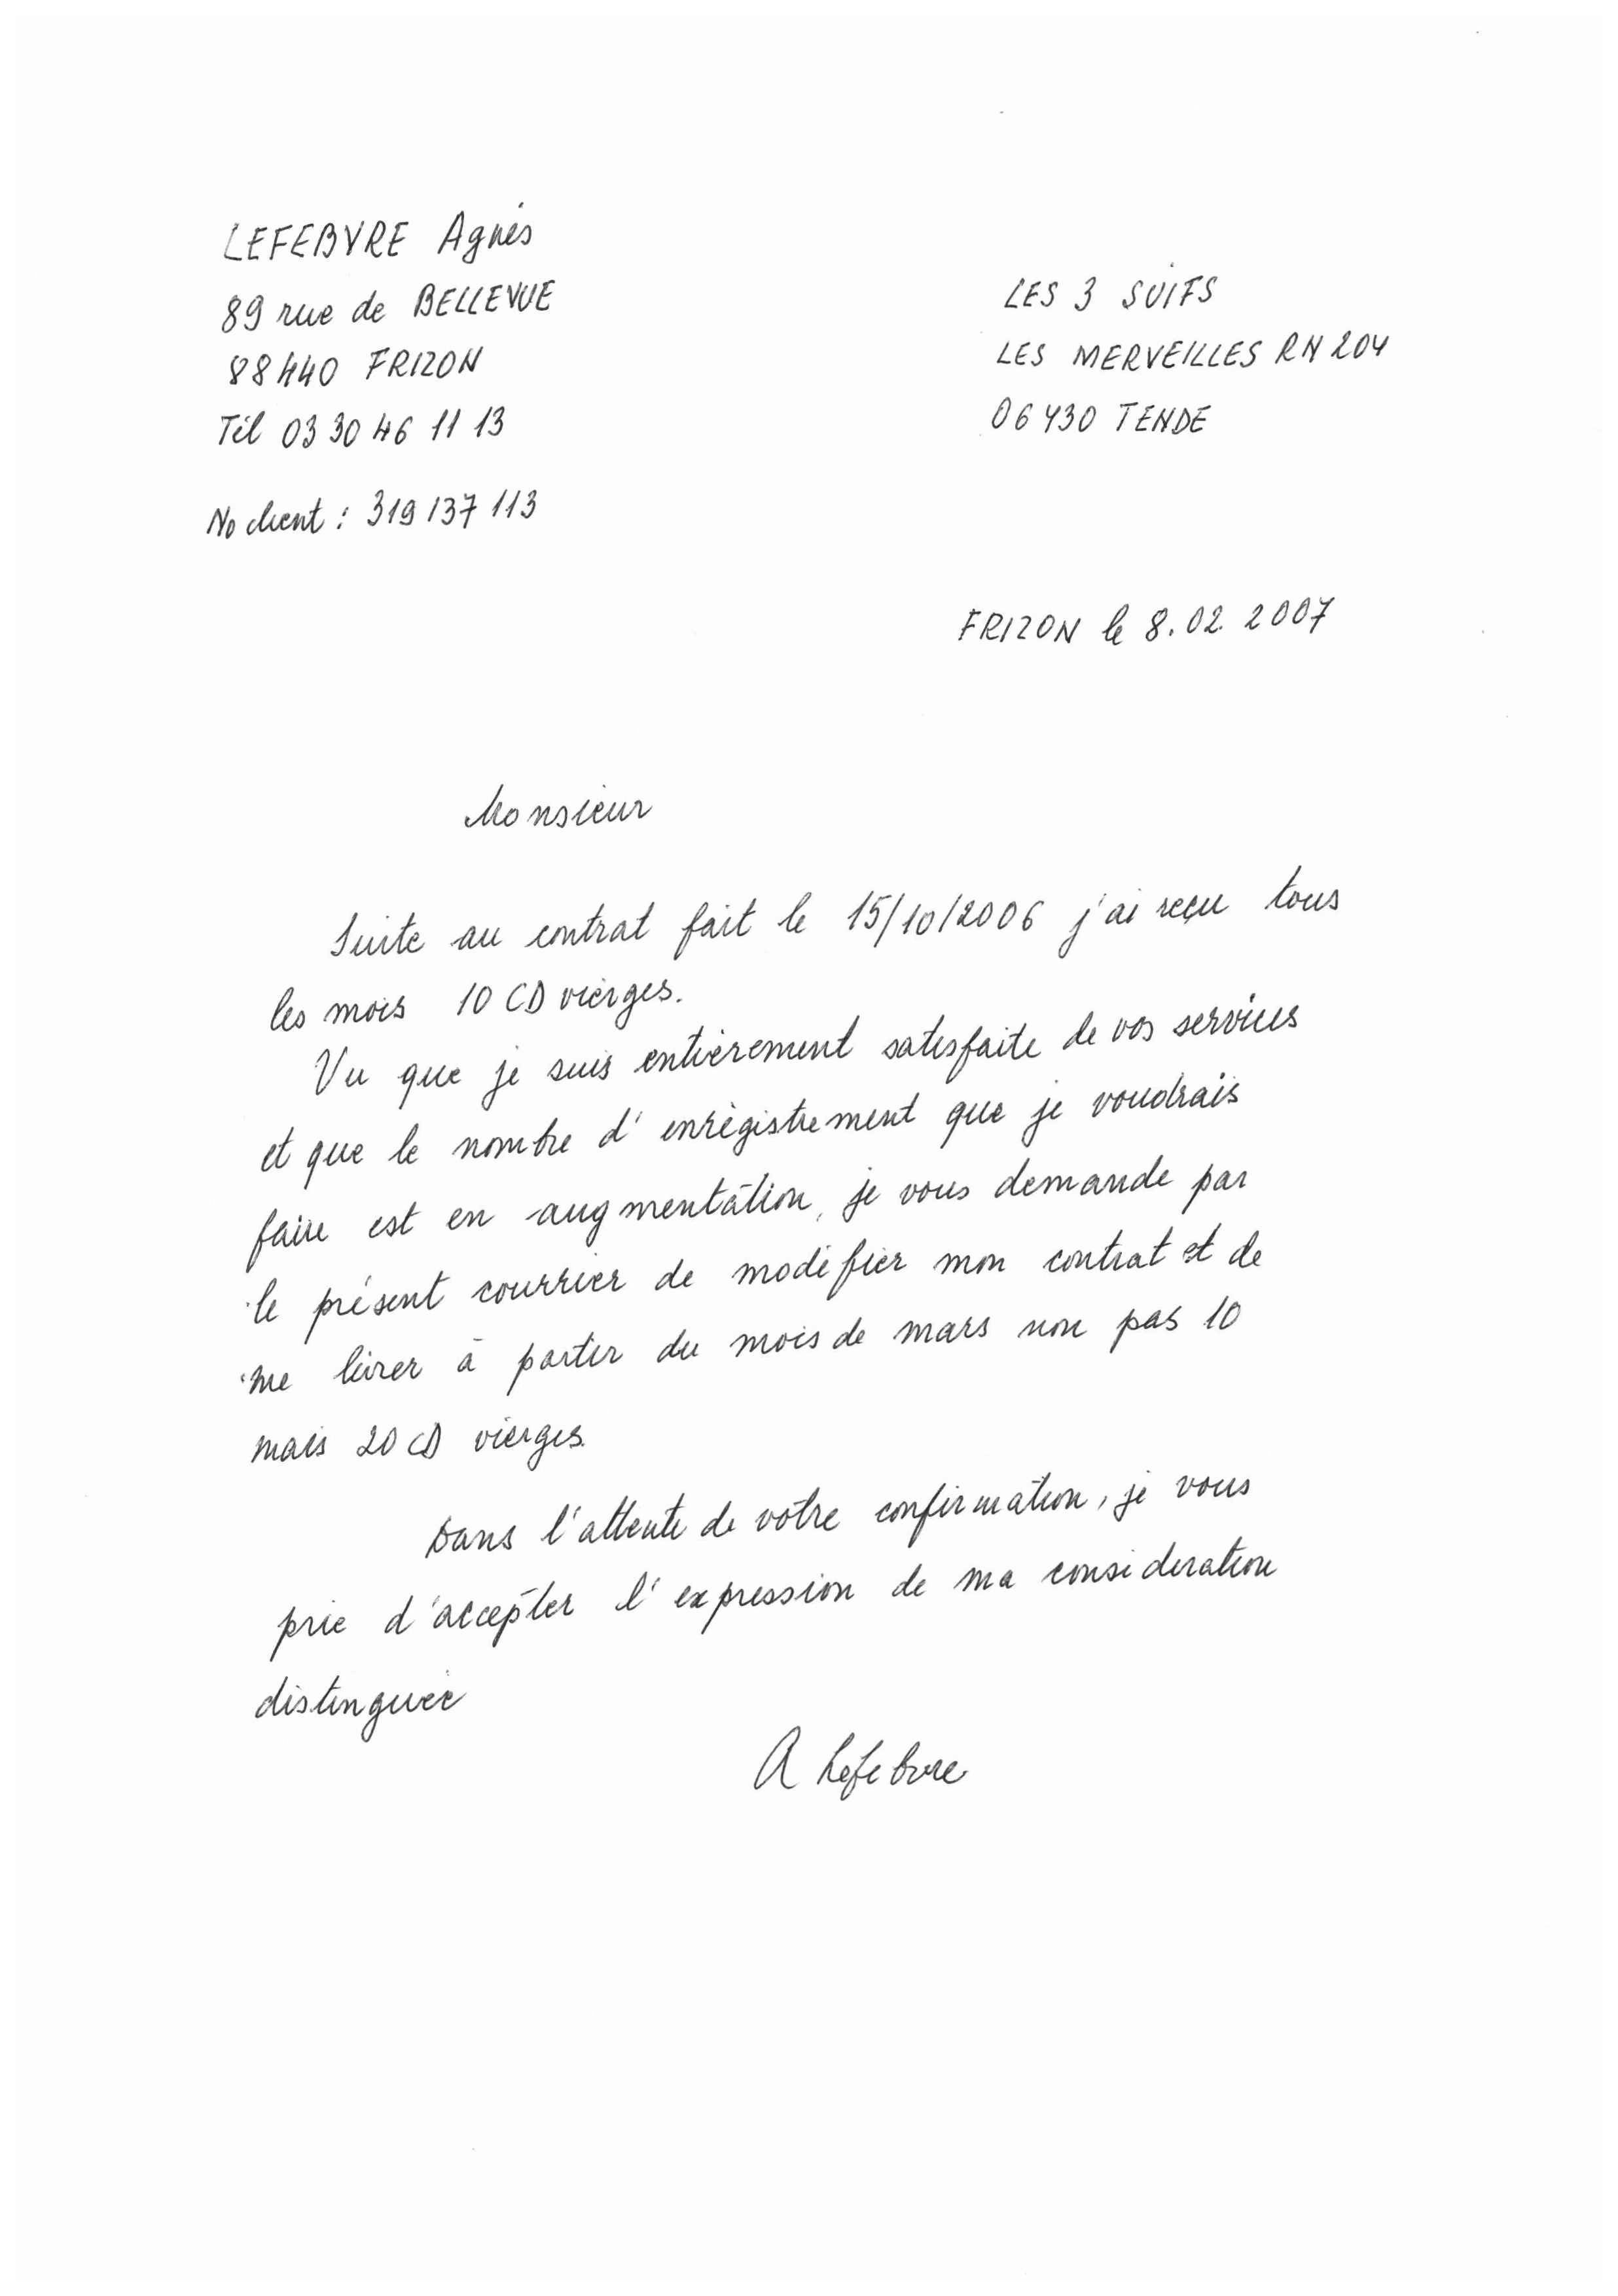 LEFEBVRE Agnès
89 rue de BELLEVUE
88440 FRIZON
Tél 03 30 46 11 13
No client : 319 137 113
LES 3 SUIFS
LES MERVEILLES RN 204
06430 TENDE
FRIZON le 8.02.2007
Monsieur
Suite au contrat fait le 15/10/2006 j'ai reçu tous
les mois 10 CD vierges.
Vu que je suis entièrement satisfaite de vos services
et que le nombre d'enrégistrement que je voudrais
faire est en augmentation, je vous demande par
le présent courrier de modifier mon contrat et de
me livrer à partir du mois de mars non pas 10
mais 20 CD vierges.
Dans l'attente de votre confirmation, je vous
prie d'accepter l'expression de ma consideration
distinguée
A Lefebvre